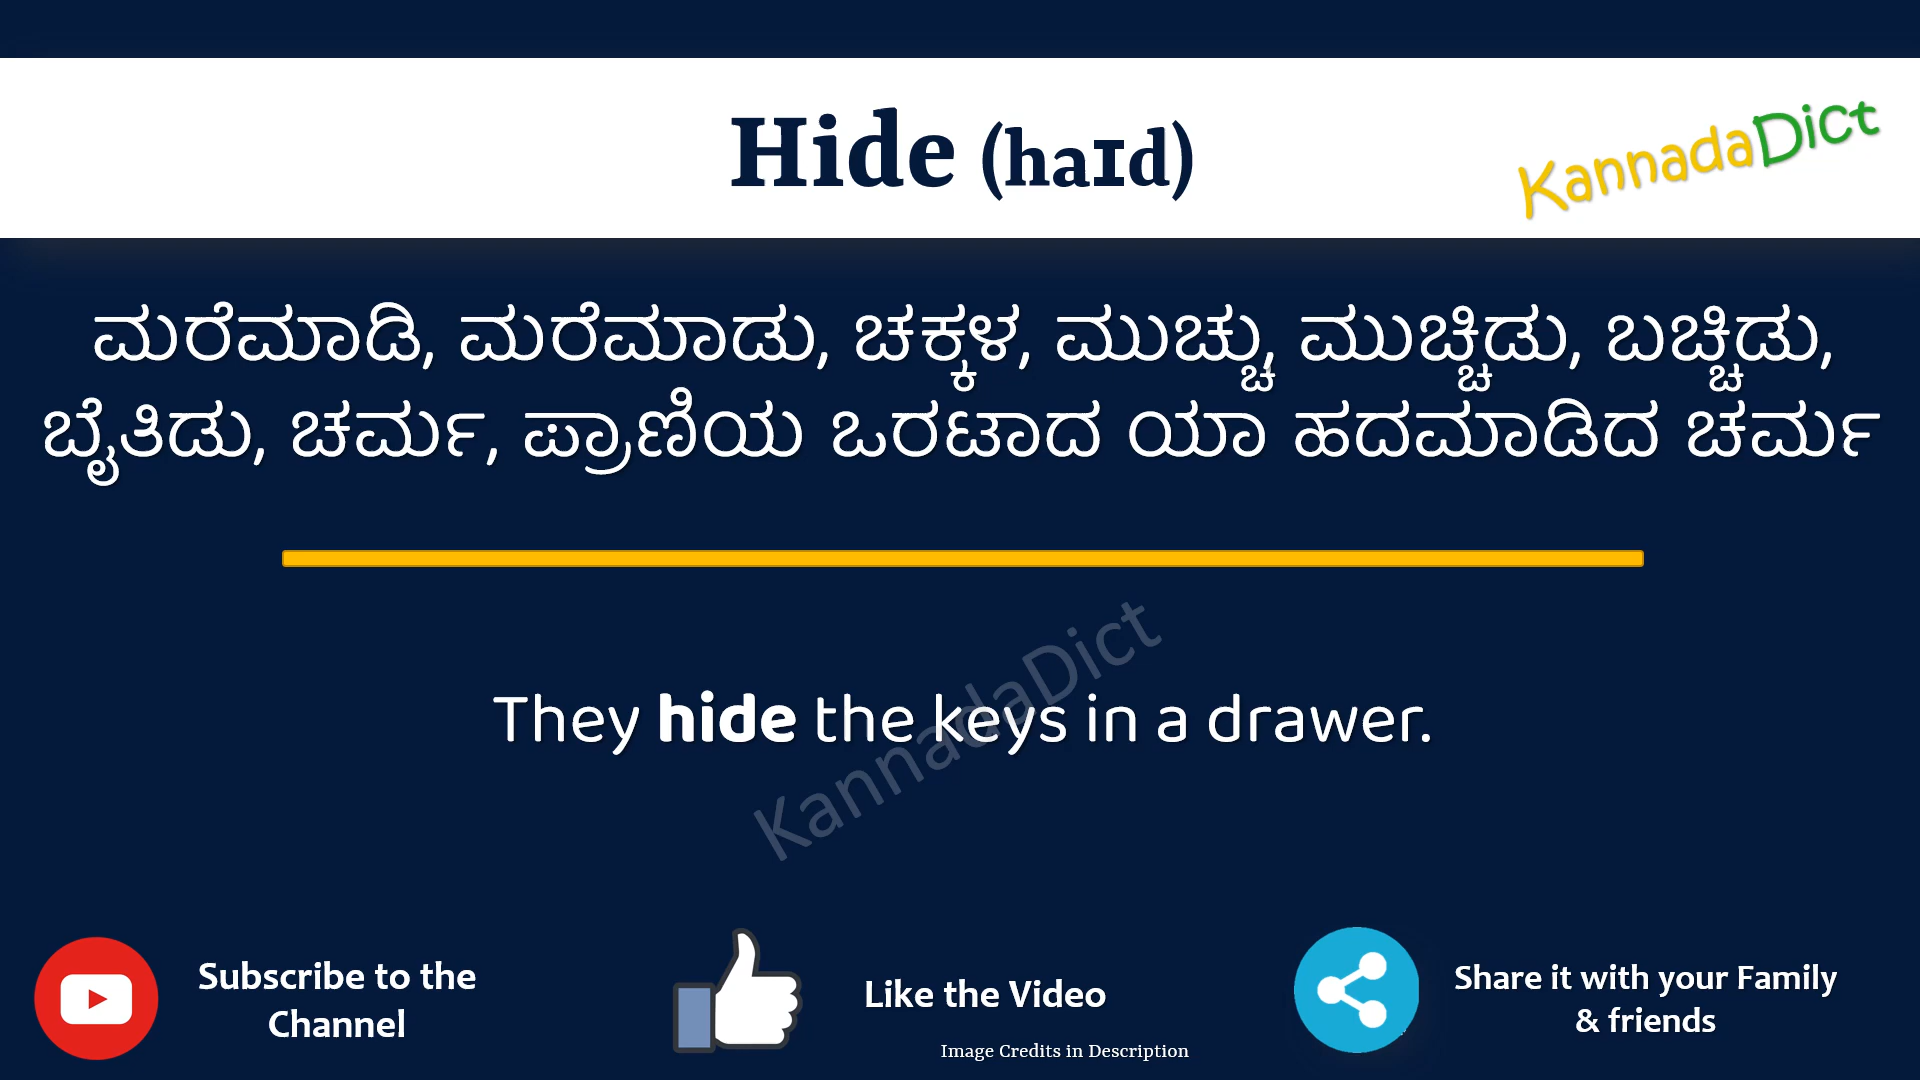 Hide (haɪd)
KannadaDict
ಮರೆಮಾಡಿ, ಮರೆಮಾಡು, ಚಕ್ಕಳ, ಮುಚ್ಚು, ಮುಚ್ಚಿಡು, ಬಚ್ಚಿಡು,
ಬೈತಿಡು, ಚರ್ಮ, ಪ್ರಾಣಿಯ ಒರಟಾದ ಯಾ ಹದಮಾಡಿದ ಚರ್ಮ
They hide the keys in a drawer.
KannadaDict
Subscribe to the
Channel
Like the Video
Share it with your Family
& friends
Image Credits in Description